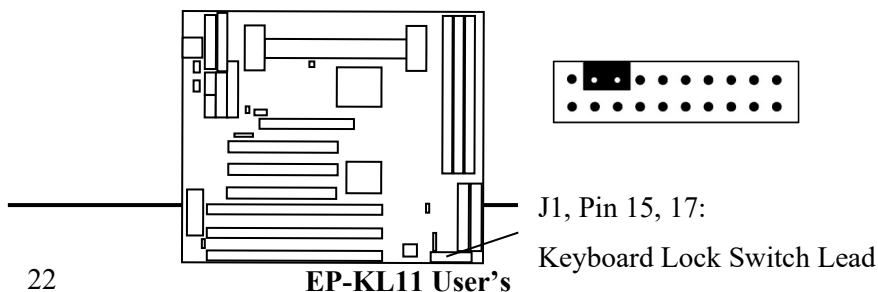 J1, Pin 15, 17:
Keyboard Lock Switch Lead
22
EP-KL11 User’s